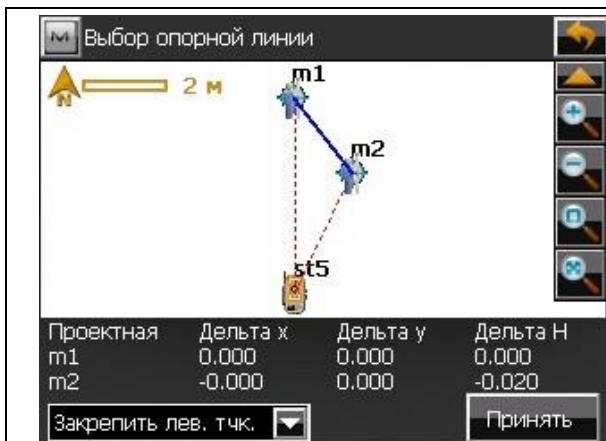 Выбор опорной линии
N 2 м
m1
m2
st5
Проектная Дельта x Дельта y Дельта H
m1 0.000 0.000 0.000
m2 -0.000 0.000 -0.020
Закрепить лев. тчк. Принять